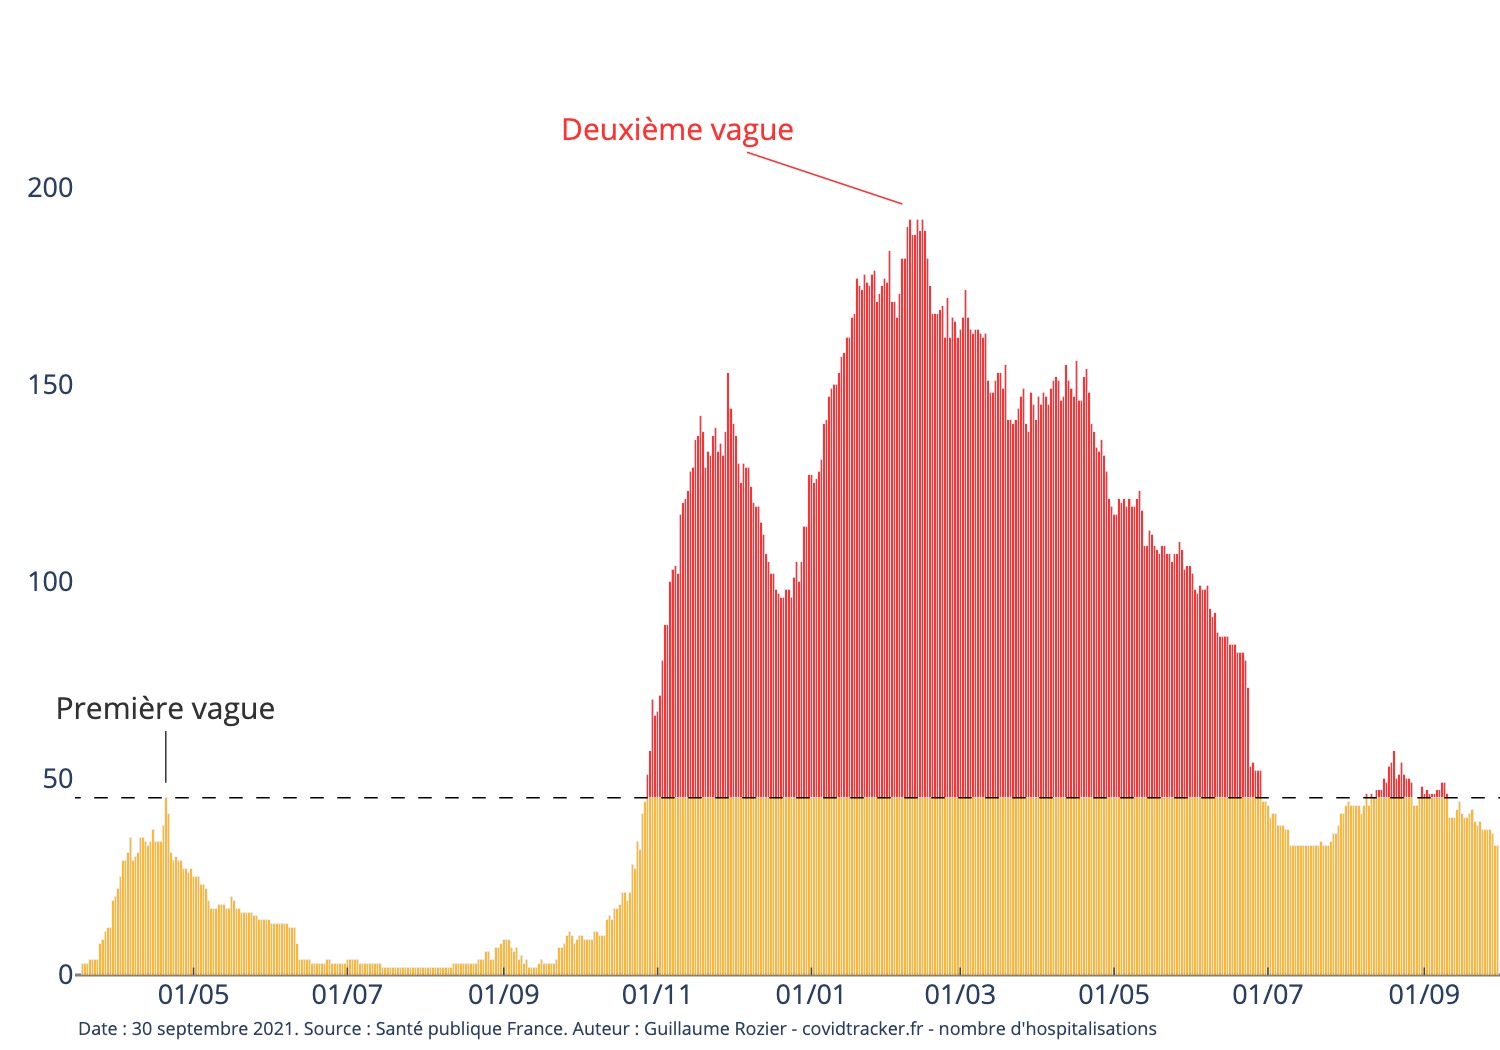 Deuxième vague
200
150
100
Première vague
50
0
01/05 01/07 01/09 01/11 01/01 01/03 01/05 01/07 01/09
Date : 30 septembre 2021. Source : Santé publique France. Auteur : Guillaume Rozier - covidtracker.fr - nombre d'hospitalisations